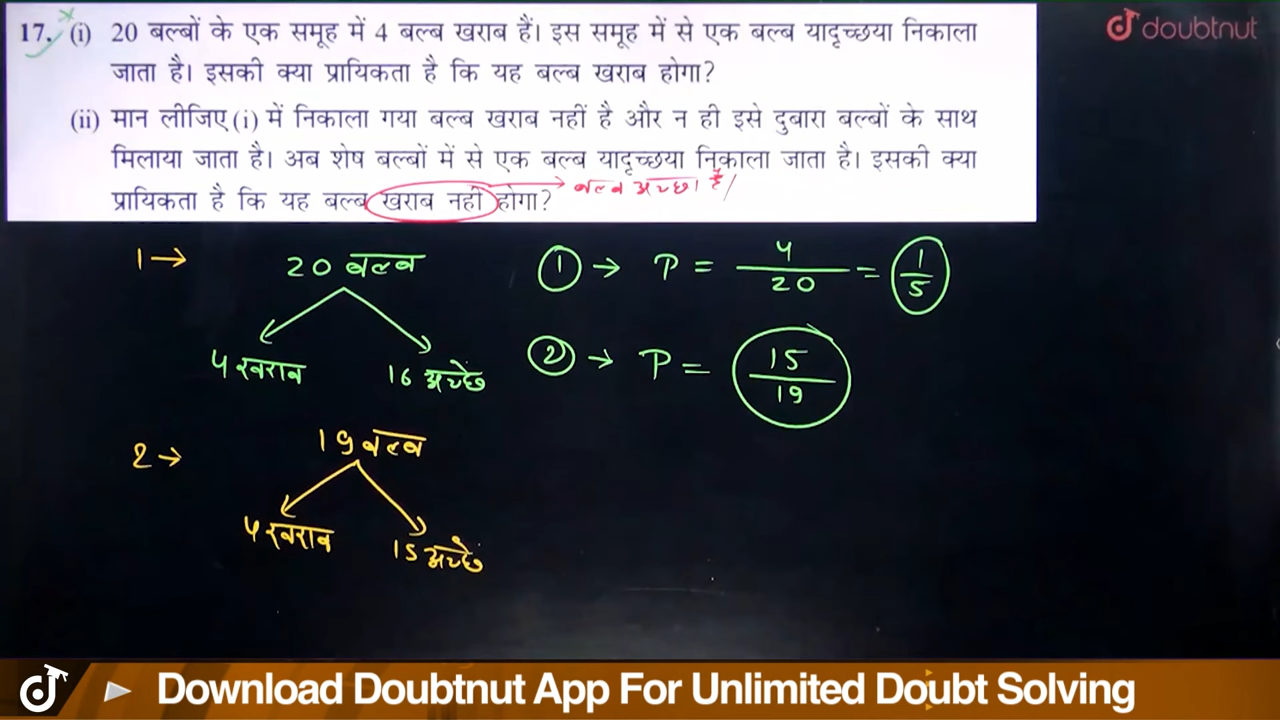 17. (i) 20 बल्बों के एक समूह में 4 बल्ब खराब हैं। इस समूह में से एक बल्ब यादृच्छया निकाला
जाता है। इसकी क्या प्रायिकता है कि यह बल्ब खराब होगा?
(ii) मान लीजिए (i) में निकाला गया बल्ब खराब नहीं है और न ही इसे दुबारा बल्बों के साथ
मिलाया जाता है। अब शेष बल्बों में से एक बल्ब यादृच्छया निकाला जाता है। इसकी क्या
प्रायिकता है कि यह बल्ब खराब नहीं होगा?
बल्ब अच्छा है/
doubtnut
1 →
20 बल्ब
4 खराब
16 अच्छे
① → P = 4/20 = 1/5
② → P = 15/19
2 →
19 बल्ब
4 खराब
15 अच्छे
Download Doubtnut App For Unlimited Doubt Solving